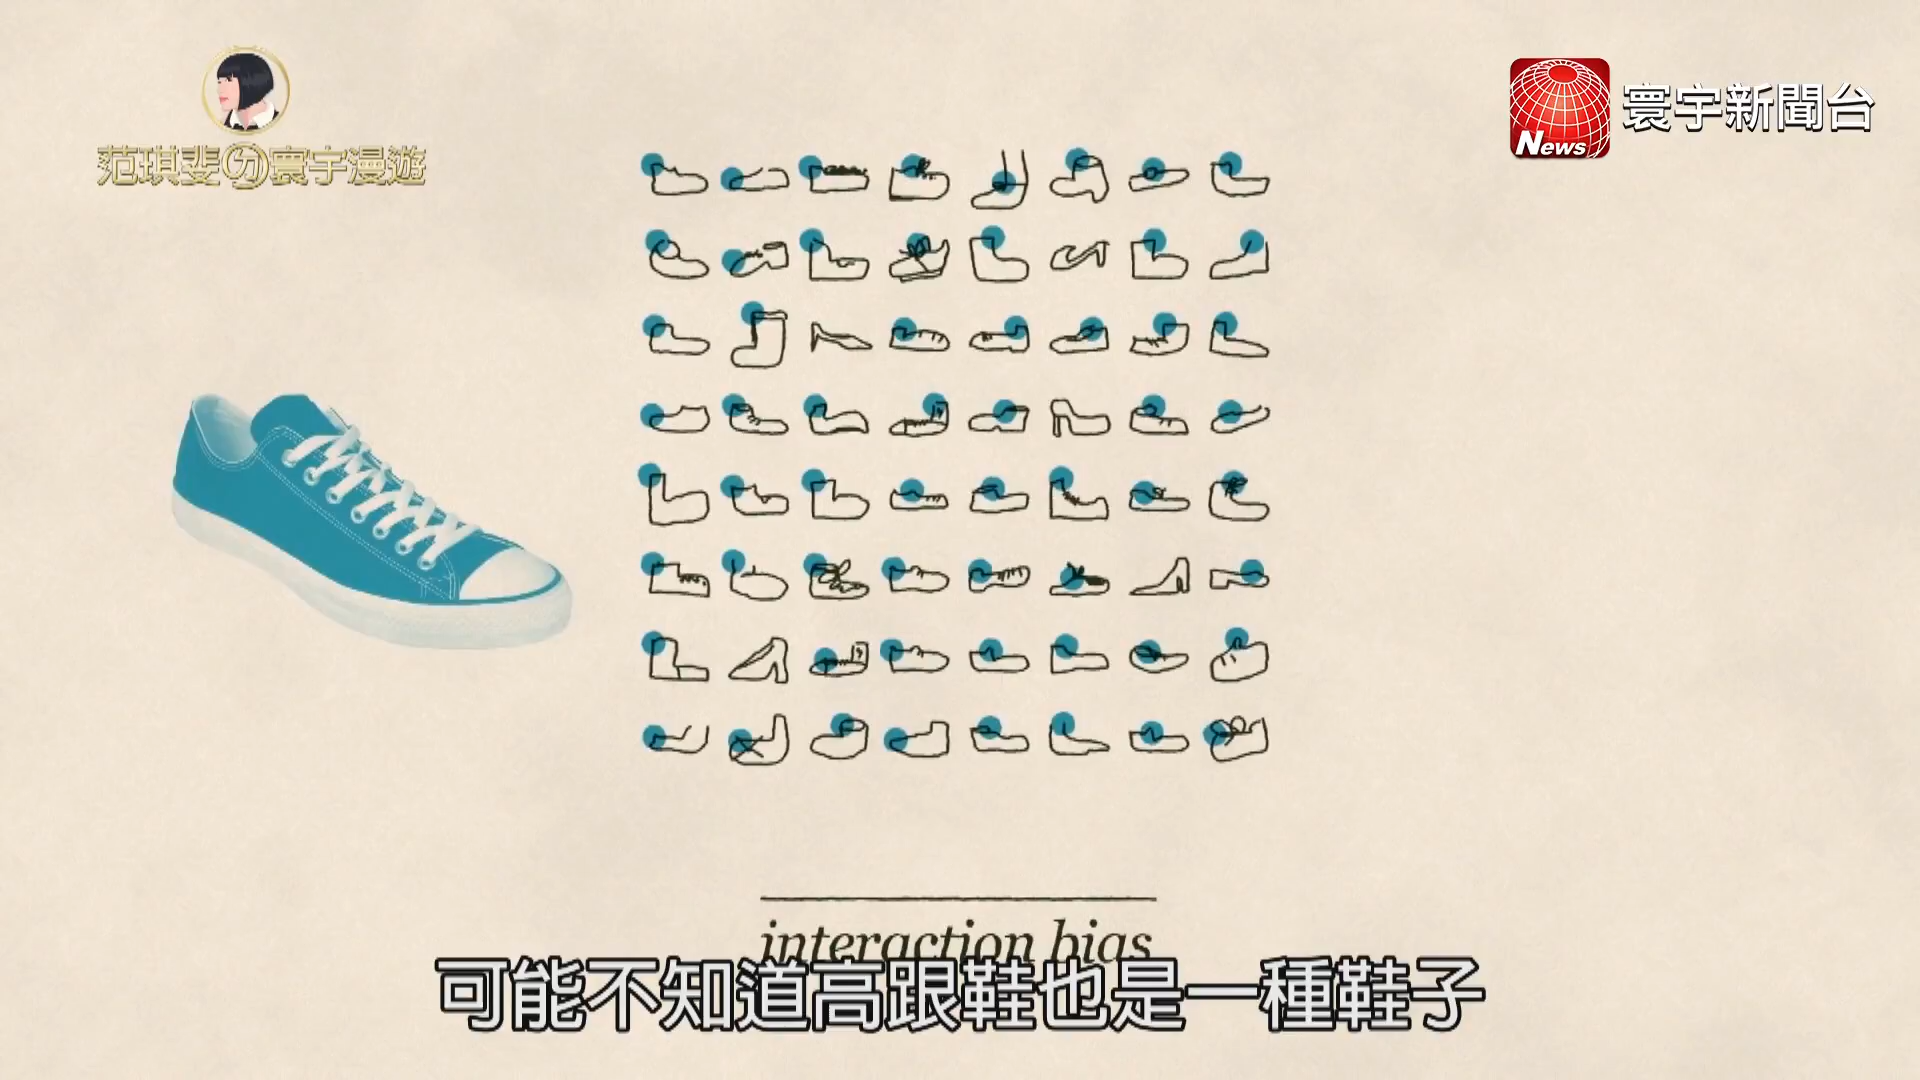 范琪斐ㄉ寰宇漫遊
News
寰宇新聞台
interaction bias
可能不知道高跟鞋也是一種鞋子